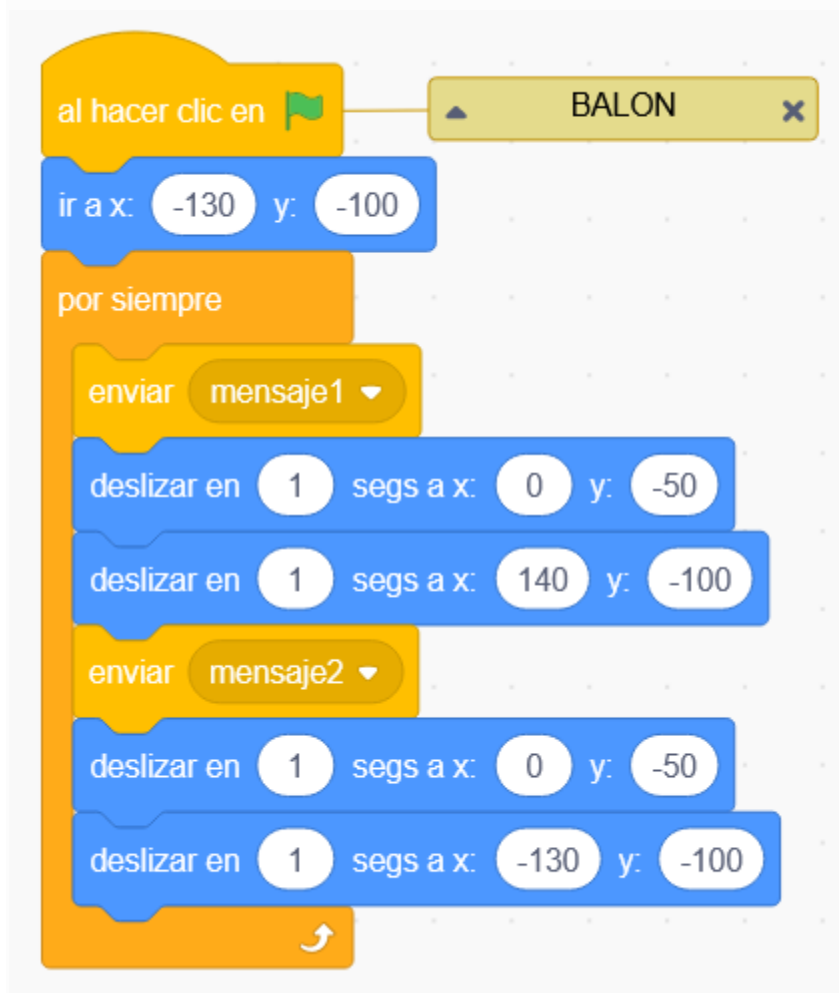 al hacer clic en BALON
ir a x: -130 y: -100
por siempre
enviar mensaje1
deslizar en 1 segs a x: 0 y: -50
deslizar en 1 segs a x: 140 y: -100
enviar mensaje2
deslizar en 1 segs a x: 0 y: -50
deslizar en 1 segs a x: -130 y: -100